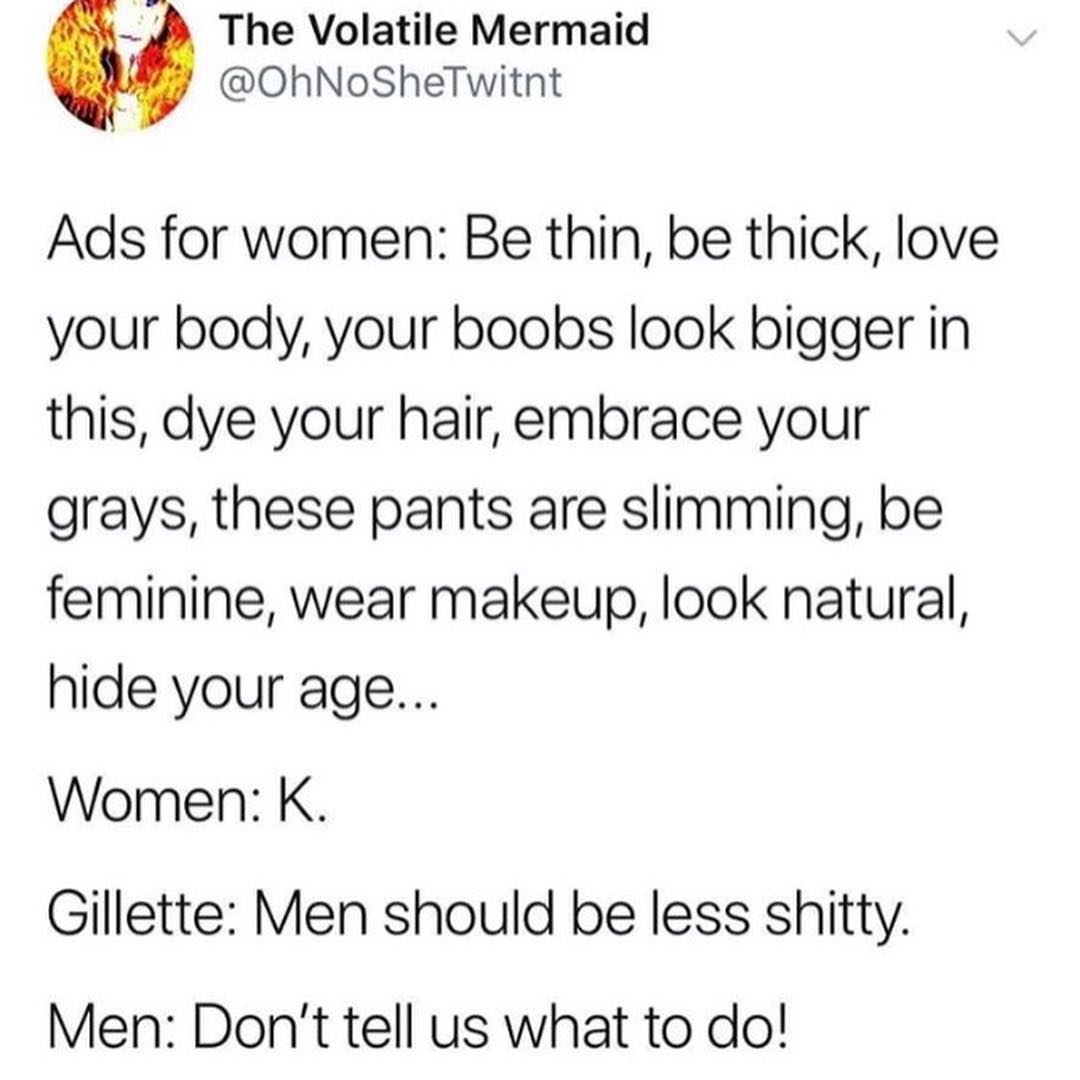 The Volatile Mermaid
@OhNoSheTwitnt
Ads for women: Be thin, be thick, love
your body, your boobs look bigger in
this, dye your hair, embrace your
grays, these pants are slimming, be
feminine, wear makeup, look natural,
hide your age...
Women: K.
Gillette: Men should be less shitty.
Men: Don't tell us what to do!